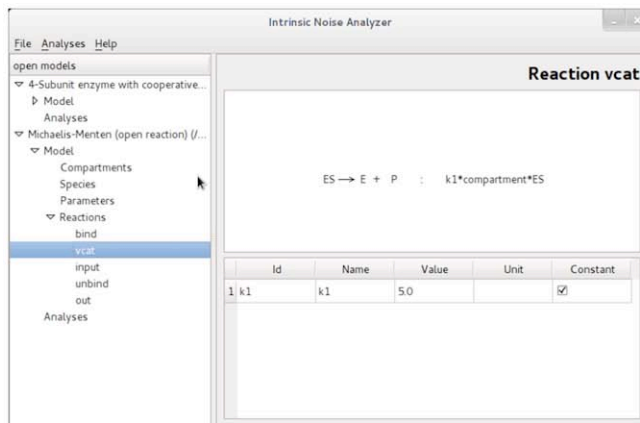 Intrinsic Noise Analyzer
File Analyses Help
open models
4-Subunit enzyme with cooperative...
Model
Analyses
Michaelis-Menten (open reaction) (/...
Model
Compartments
Species
Parameters
Reactions
bind
vcat
input
unbind
out
Analyses
Reaction vcat
ES → E + P : k1*compartment*ES
Id Name Value Unit Constant
1 k1 k1 5.0